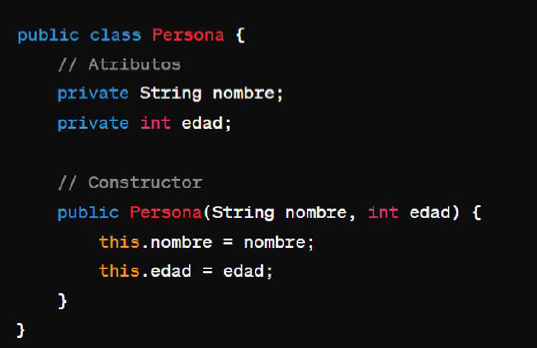 public class Persona {
// Atributos
private String nombre;
private int edad;
// Constructor
public Persona(String nombre, int edad) {
this.nombre = nombre;
this.edad = edad;
}
}